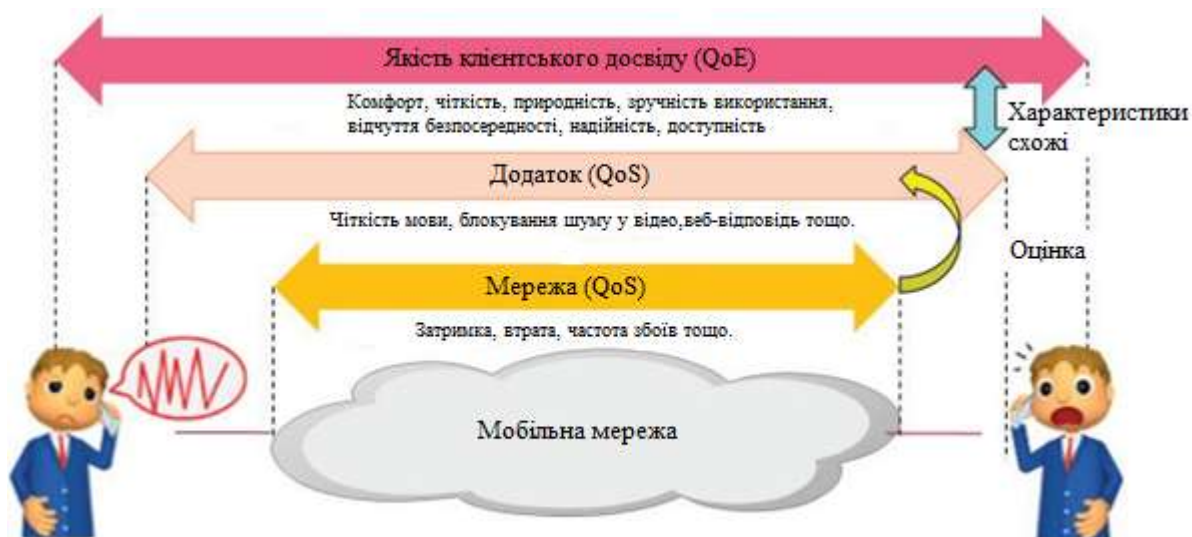 Якість клієнтського досвіду (QoE)
Комфорт, чіткість, природність, зручність використання,
відчуття безпосередності, надійність, доступність
Характеристики
схожі
Додаток (QoS)
Чіткість мови, блокування шуму у відео,веб-відповідь тощо.
Оцінка
Мережа (QoS)
Затримка, втрата, частота збоїв тощо.
Мобільна мережа